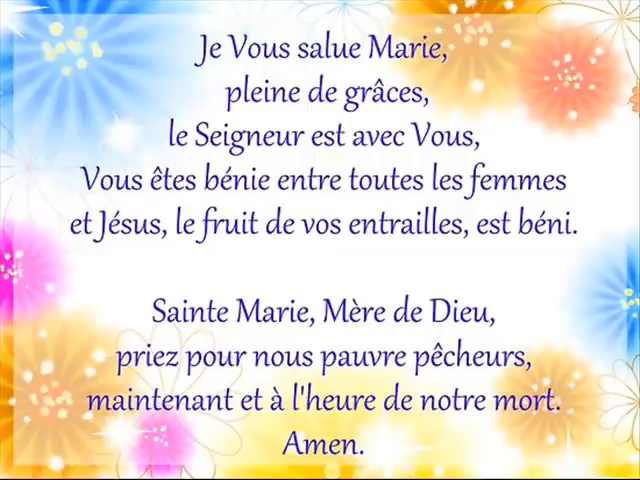 Je Vous salue Marie,
pleine de grâces,
le Seigneur est avec Vous,
Vous êtes bénie entre toutes les femmes
et Jésus, le fruit de vos entrailles, est béni.
Sainte Marie, Mère de Dieu,
priez pour nous pauvre pêcheurs,
maintenant et à l'heure de notre mort.
Amen.